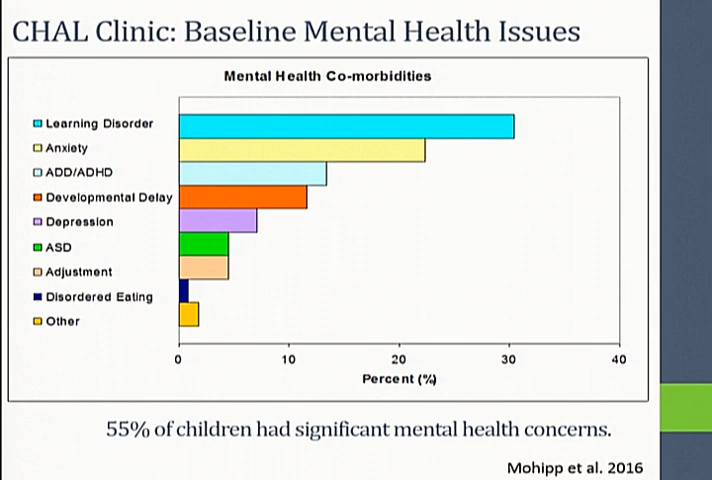 CHAL Clinic: Baseline Mental Health Issues
Mental Health Co-morbidities
Learning Disorder
Anxiety
ADD/ADHD
Developmental Delay
Depression
ASD
Adjustment
Disordered Eating
Other
0 10 20 30 40
Percent (%)
55% of children had significant mental health concerns.
Mohipp et al. 2016